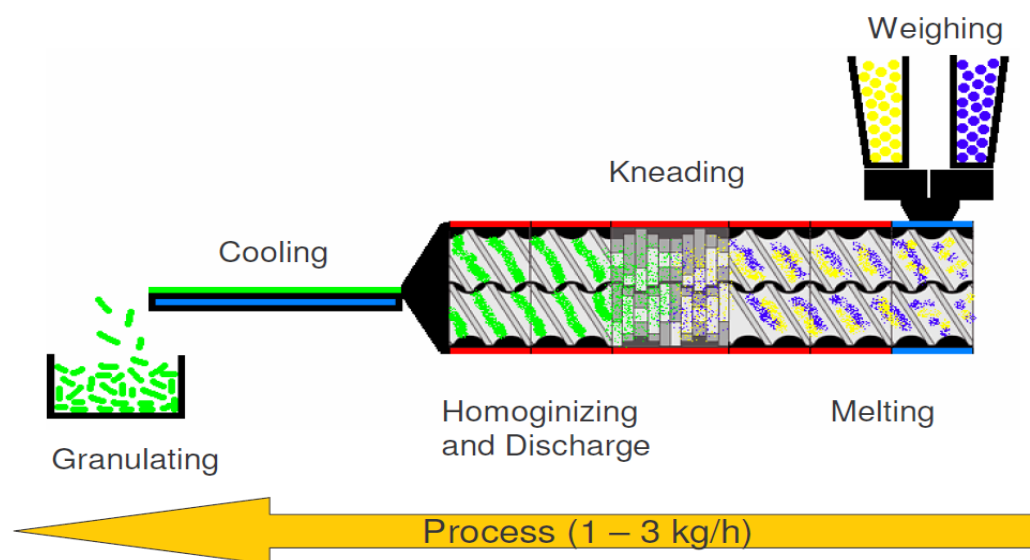 Weighing
Kneading
Cooling
Homoginizing
and Discharge
Melting
Granulating
Process (1 – 3 kg/h)